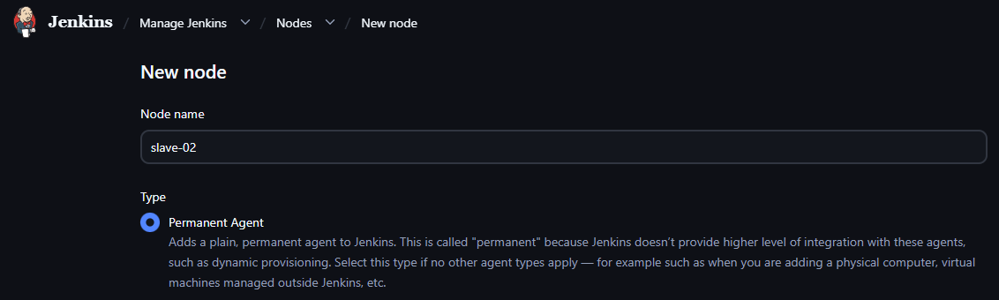 Jenkins / Manage Jenkins / Nodes / New node
New node
Node name
slave-02
Type
Permanent Agent
Adds a plain, permanent agent to Jenkins. This is called "permanent" because Jenkins doesn’t provide higher level of integration with these agents,
such as dynamic provisioning. Select this type if no other agent types apply — for example such as when you are adding a physical computer, virtual
machines managed outside Jenkins, etc.